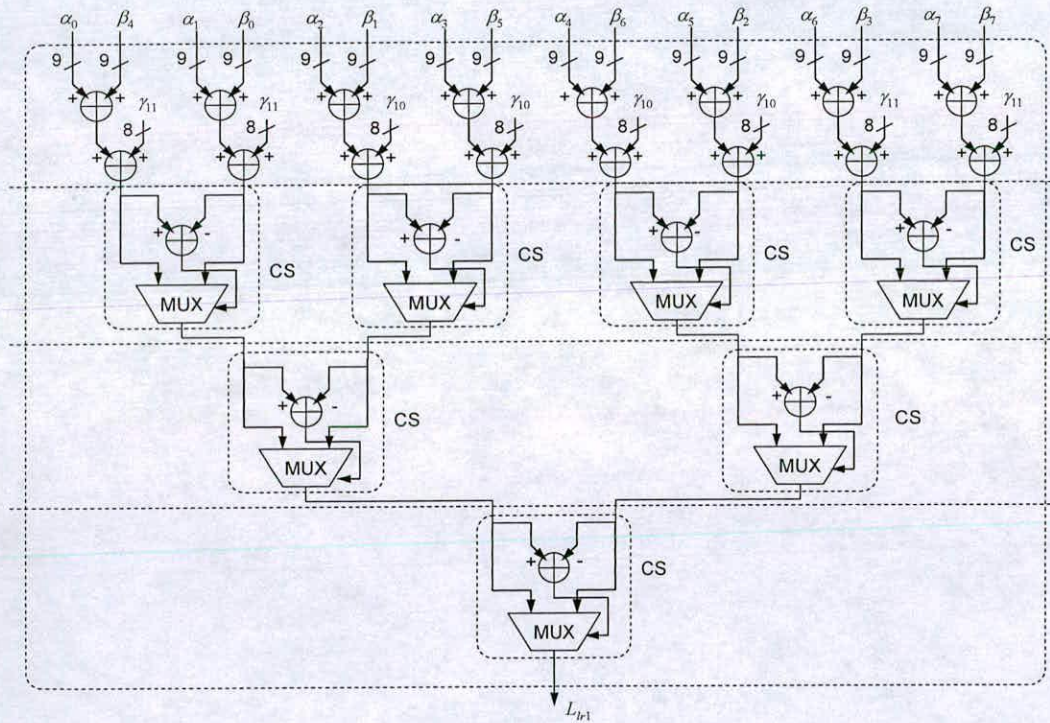 α₀ β₄ α₁ β₀ α₂ β₁ α₃ β₅ α₄ β₆ α₅ β₂ α₆ β₃ α₇ β₇
9 9 9 9 9 9 9 9 9 9 9 9 9 9 9 9
+ + + + + + + + + + + + + + + +
γ₁₁ γ₁₁ γ₁₀ γ₁₀ γ₁₀ γ₁₀ γ₁₁ γ₁₁
8 8 8 8 8 8 8 8
+ + + + + + + + + + + + + + + +
+ - + - + - + -
CS CS CS CS
MUX MUX MUX MUX
+ - + -
CS CS
MUX MUX
+ -
CS
MUX
L_lr1